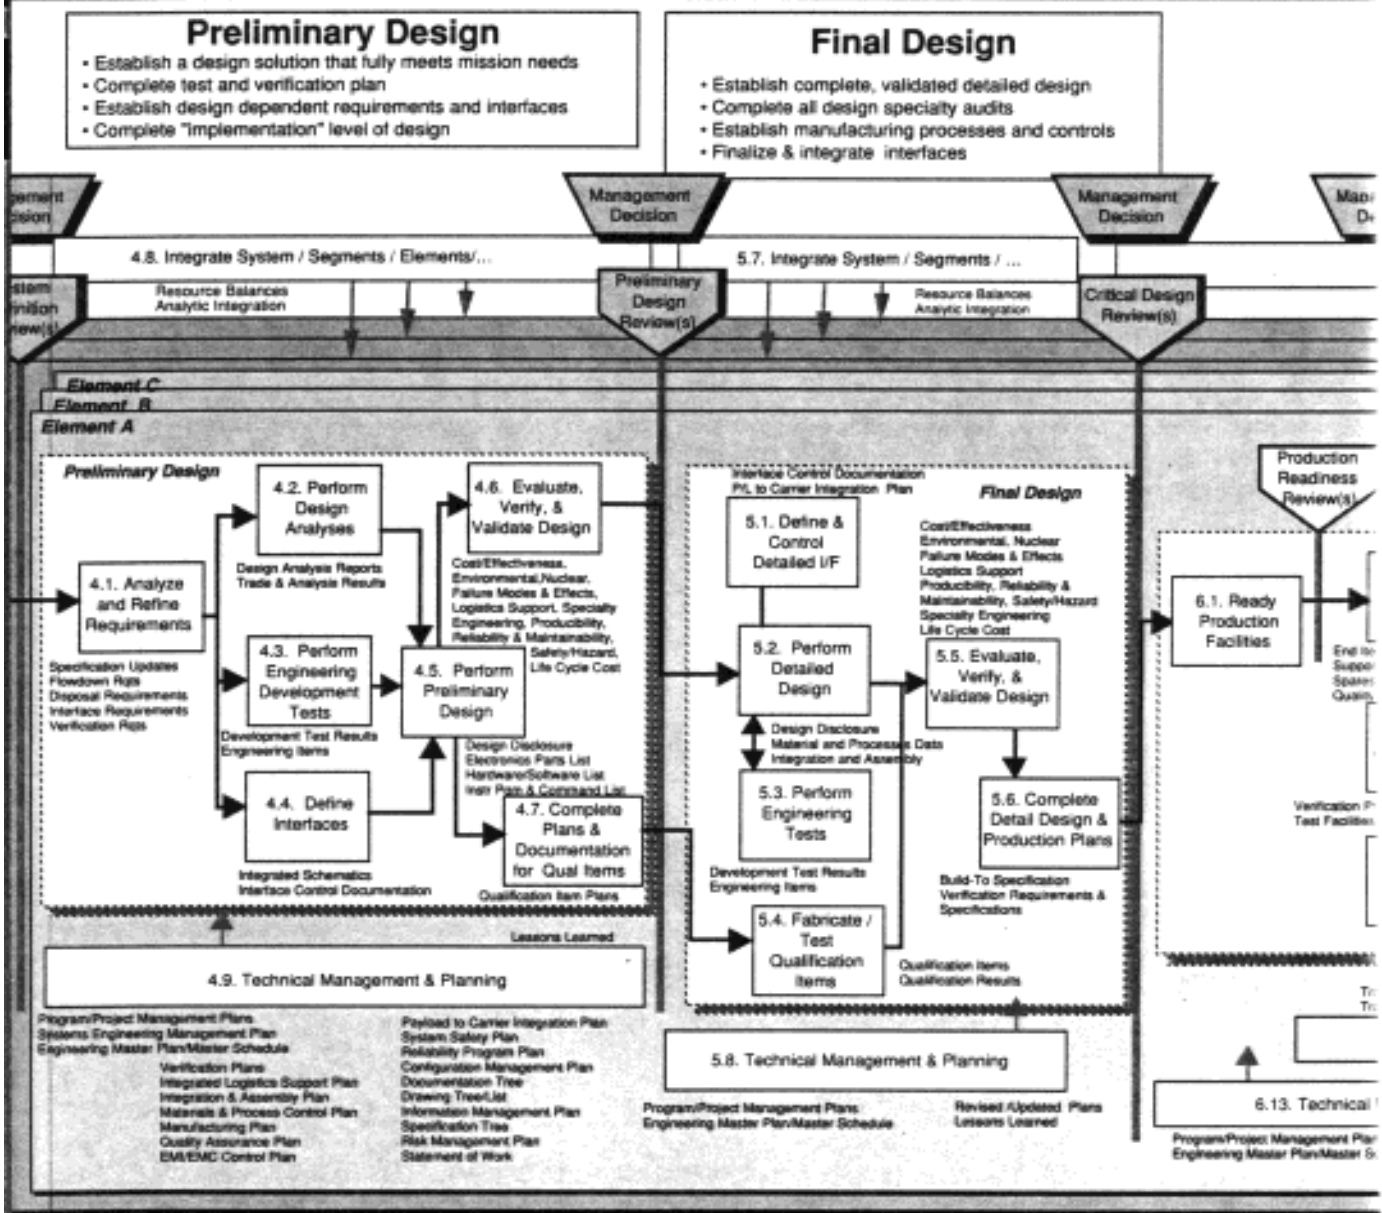 Preliminary Design
• Establish a design solution that fully meets mission needs
• Complete test and verification plan
• Establish design dependent requirements and interfaces
• Complete "implementation" level of design
Final Design
• Establish complete, validated detailed design
• Complete all design specialty audits
• Establish manufacturing processes and controls
• Finalize & integrate interfaces
Management
Decision
Management
Decision
4.8. Integrate System / Segments / Elements/...
5.7. Integrate System / Segments / ...
Resource Balances
Analytic Integration
Preliminary
Design
Review(s)
Resource Balances
Analytic Integration
Critical Design
Review(s)
Element C
Element B
Element A
Preliminary Design
4.1. Analyze
and Refine
Requirements
Specification Updates
Flowdown Rqts
Disposal Requirements
Interface Requirements
Verification Rqts
4.2. Perform
Design
Analyses
Design Analysis Reports
Trade & Analysis Results
4.3. Perform
Engineering
Development
Tests
Development Test Results
Engineering Items
4.4. Define
Interfaces
Integrated Schematics
Interface Control Documentation
4.6. Evaluate,
Verify, &
Validate Design
Cost/Effectiveness,
Environmental,Nuclear,
Failure Modes & Effects,
Logistics Support, Specialty
Engineering, Producibility,
Reliability & Maintainability,
Safety/Hazard,
Life Cycle Cost
4.5. Perform
Preliminary
Design
Design Disclosure
Electronics Parts List
Hardware/Software List
Instr Pgm & Command List
4.7. Complete
Plans &
Documentation
for Qual Items
Qualification Item Plans
Lessons Learned
4.9. Technical Management & Planning
Program/Project Management Plans
Systems Engineering Management Plan
Engineering Master Plan/Master Schedule
Verification Plans
Integrated Logistics Support Plan
Integration & Assembly Plan
Materials & Process Control Plan
Manufacturing Plan
Quality Assurance Plan
EMI/EMC Control Plan
Payload to Carrier Integration Plan
System Safety Plan
Reliability Program Plan
Configuration Management Plan
Documentation Tree
Drawing Tree/List
Information Management Plan
Specification Tree
Risk Management Plan
Statement of Work
Interface Control Documentation
P/L to Carrier Integration Plan
Final Design
5.1. Define &
Control
Detailed I/F
5.2. Perform
Detailed
Design
Design Disclosure
Material and Processes Data
Integration and Assembly
5.3. Perform
Engineering
Tests
Development Test Results
Engineering Items
5.4. Fabricate /
Test
Qualification
Items
Qualification Items
Qualification Results
Cost/Effectiveness
Environmental, Nuclear
Failure Modes & Effects
Logistics Support
Producibility, Reliability &
Maintainability, Safety/Hazard
Specialty Engineering
Life Cycle Cost
5.5. Evaluate,
Verify, &
Validate Design
5.6. Complete
Detail Design &
Production Plans
Build-To Specification
Verification Requirements &
Specifications
5.8. Technical Management & Planning
Program/Project Management Plans
Engineering Master Plan/Master Schedule
Revised /Updated Plans
Lessons Learned
Production
Readiness
Review(s)
6.1. Ready
Production
Facilities
Verification
Test Facilities
6.13. Technical
Program/Project Management
Engineering Master Plan/Master